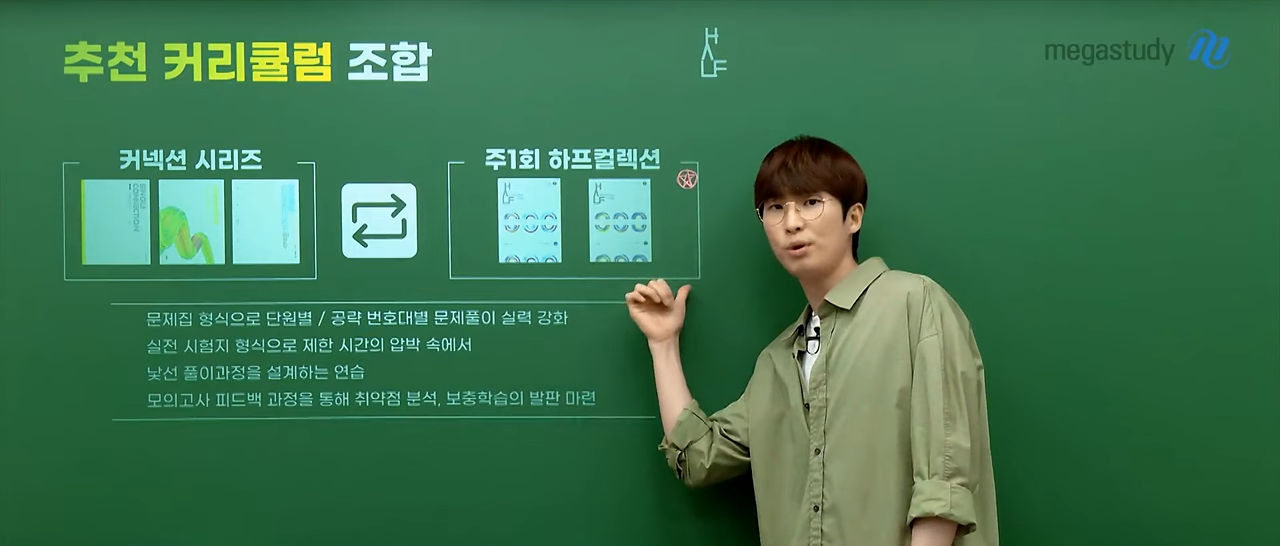 추천 커리큘럼 조합
HALF
megastudy
커넥션 시리즈
주1회 하프컬렉션
문제집 형식으로 단원별 / 공략 번호대별 문제풀이 실력 강화
실전 시험지 형식으로 제한 시간의 압박 속에서
낯선 풀이과정을 설계하는 연습
모의고사 피드백 과정을 통해 취약점 분석, 보충학습의 발판 마련